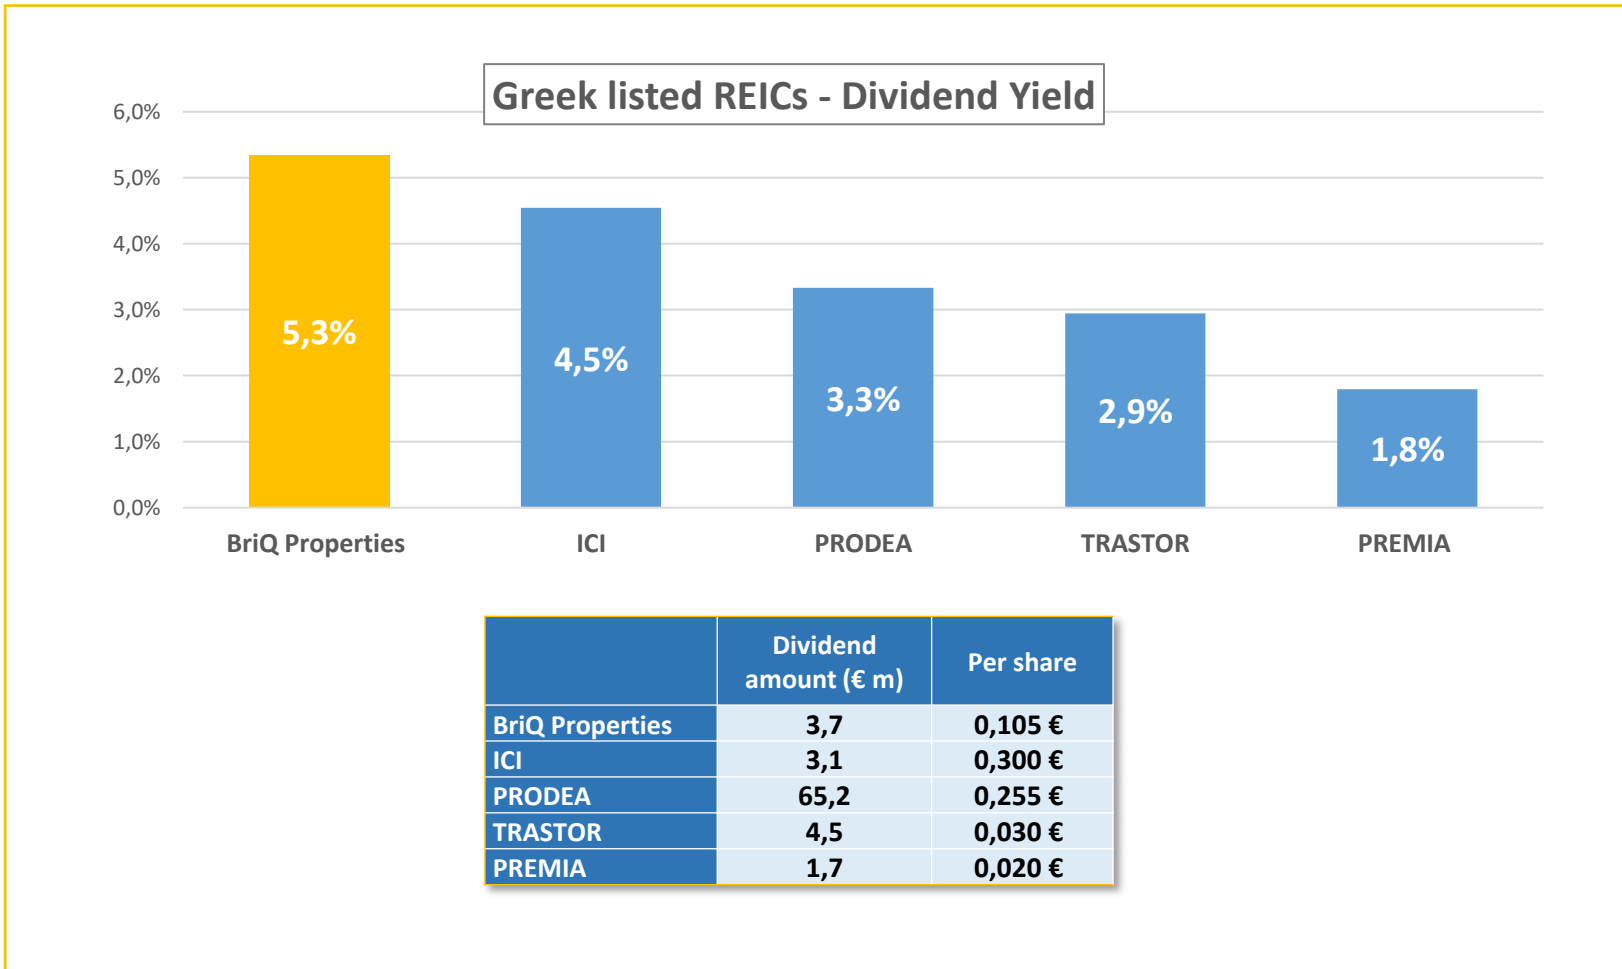 Greek listed REICs - Dividend Yield
6,0%
5,0%
4,0%
3,0%
2,0%
1,0%
0,0%
5,3%
4,5%
3,3%
2,9%
1,8%
BriQ Properties
ICI
PRODEA
TRASTOR
PREMIA
Dividend
amount (€ m)
Per share
BriQ Properties 3,7 0,105 €
ICI 3,1 0,300 €
PRODEA 65,2 0,255 €
TRASTOR 4,5 0,030 €
PREMIA 1,7 0,020 €